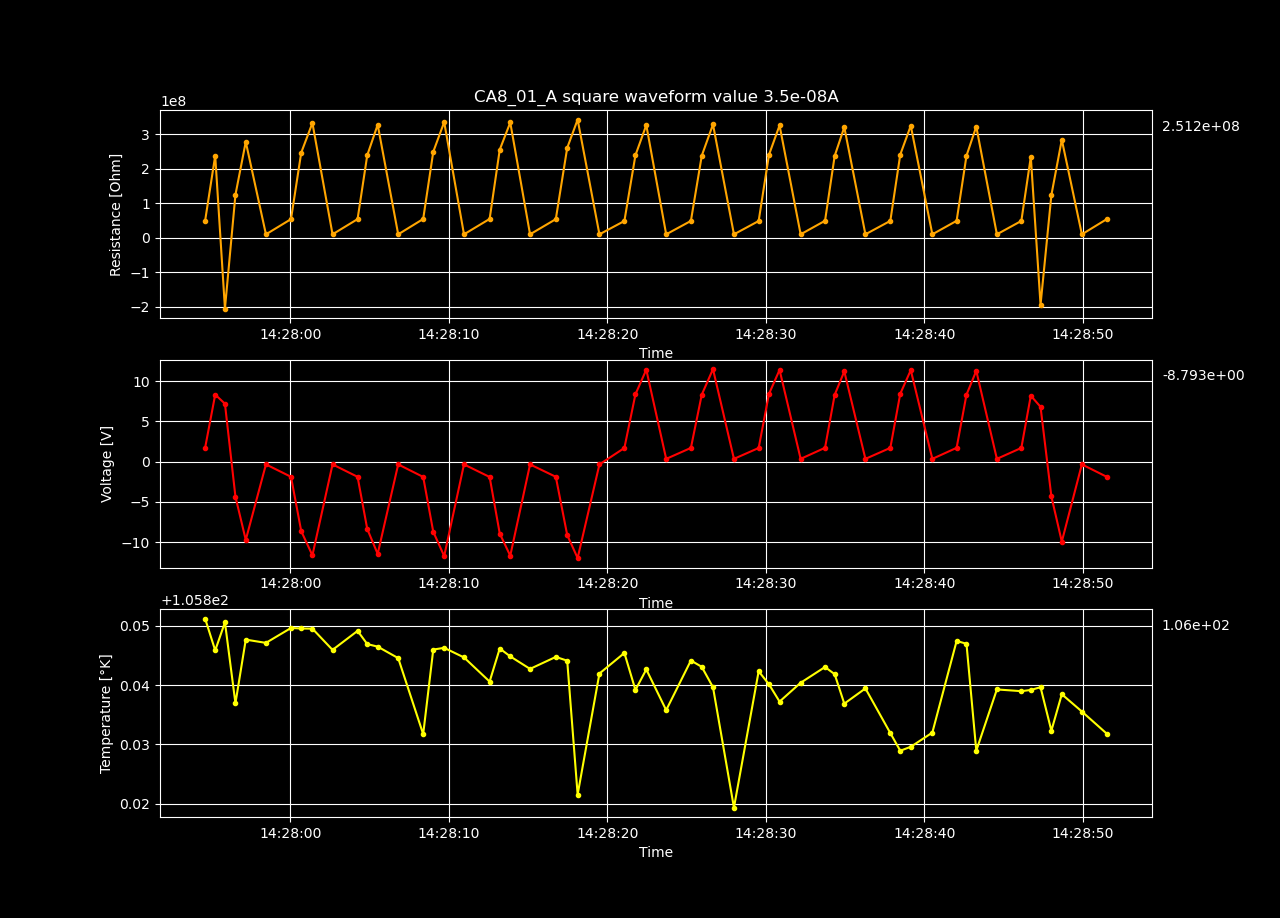 CA8_01_A square waveform value 3.5e-08A
1e8
2.512e+08
3
2
1
0
−1
−2
Resistance [Ohm]
14:28:00 14:28:10 14:28:20 14:28:30 14:28:40 14:28:50
Time
-8.793e+00
10
5
0
−5
−10
Voltage [V]
14:28:00 14:28:10 14:28:20 14:28:30 14:28:40 14:28:50
Time
+1.058e2
1.06e+02
0.05
0.04
0.03
0.02
Temperature [°K]
14:28:00 14:28:10 14:28:20 14:28:30 14:28:40 14:28:50
Time